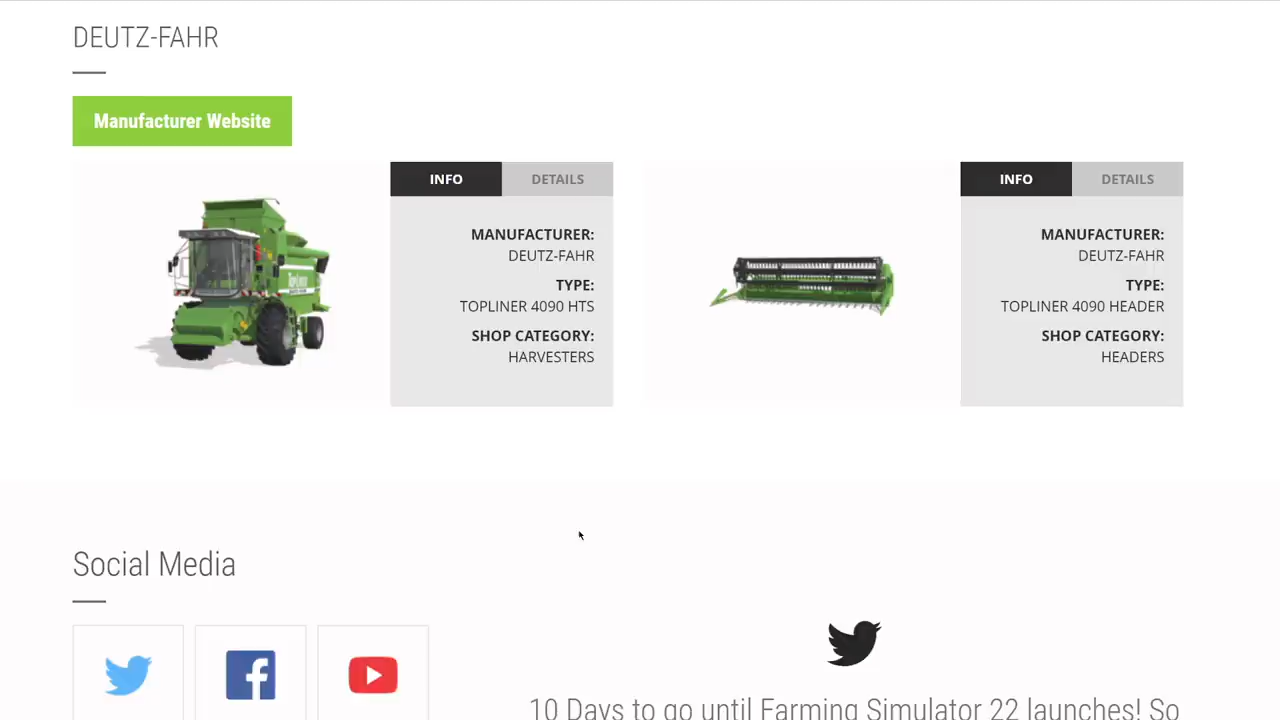 DEUTZ-FAHR
Manufacturer Website
INFO
DETAILS
MANUFACTURER:
DEUTZ-FAHR
TYPE:
TOPLINER 4090 HTS
SHOP CATEGORY:
HARVESTERS
INFO
DETAILS
MANUFACTURER:
DEUTZ-FAHR
TYPE:
TOPLINER 4090 HEADER
SHOP CATEGORY:
HEADERS
Social Media
10 Days to go until Farming Simulator 22 launches! So